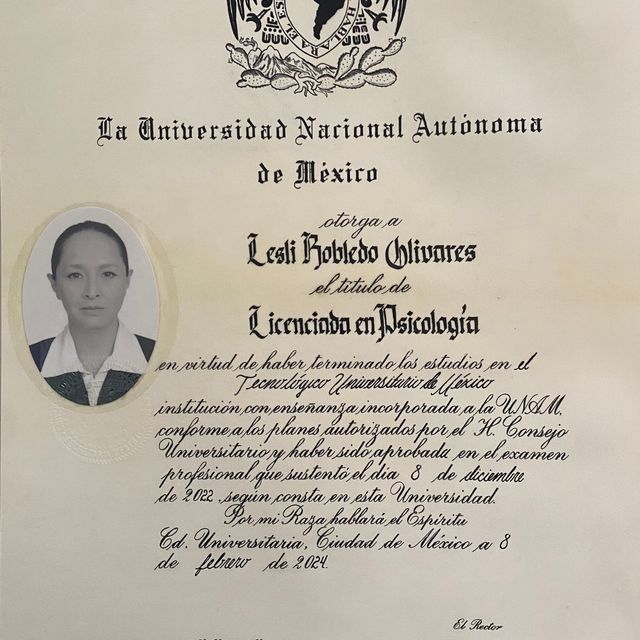 HABLARA EL ES
La Universidad Nacional Autónoma
de México
otorga a
Lesli Robledo Olivares
el título de
Licenciada en Psicología
en virtud de haber terminado los estudios en el
Tecnológico Universitario de México
institución con enseñanza incorporada a la U.N.A.M.
conforme a los planes autorizados por el H. Consejo
Universitario y haber sido aprobada en el examen
profesional que sustentó el día 8 de diciembre
de 2022, según consta en esta Universidad.
Por mi Raza hablará el Espíritu
Cd. Universitaria, Ciudad de México a 8
de febrero de 2024.
El Rector